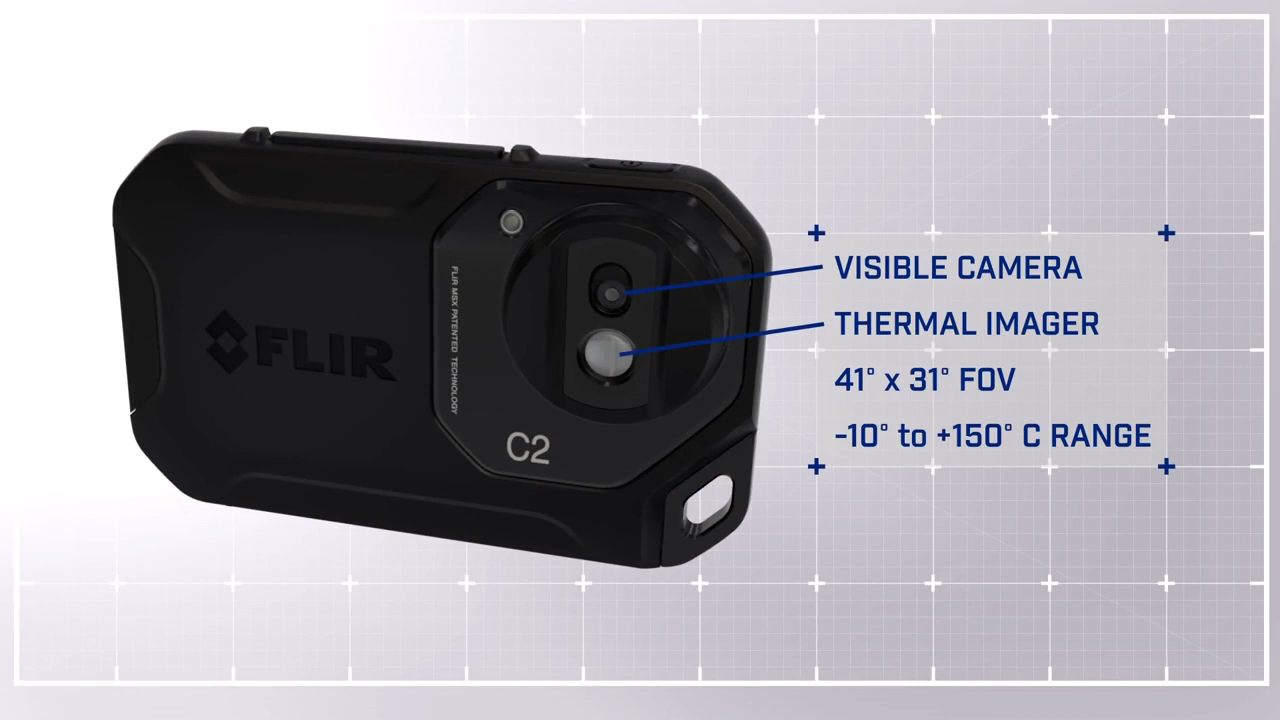 FLIR MSX PATENTED TECHNOLOGY
FLIR
C2
VISIBLE CAMERA
THERMAL IMAGER
41° x 31° FOV
-10° to +150° C RANGE